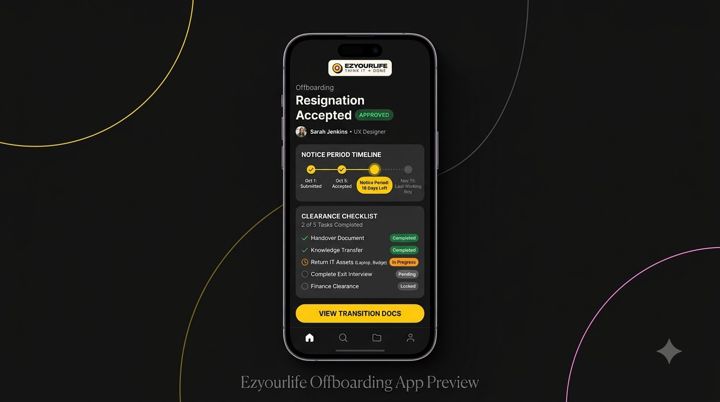 EZYOURLIFE
THINK IT → DONE
Offboarding
Resignation
Accepted APPROVED
Sarah Jenkins • UX Designer
NOTICE PERIOD TIMELINE
Oct 1: Oct 5: Notice Period: Nov 15:
Submitted Accepted 18 Days Left Last Working
Day
CLEARANCE CHECKLIST
2 of 5 Tasks Completed
Handover Document Completed
Knowledge Transfer Completed
Return IT Assets (Laptop, Badge) In Progress
Complete Exit Interview Pending
Finance Clearance Locked
VIEW TRANSITION DOCS
Ezyourlife Offboarding App Preview